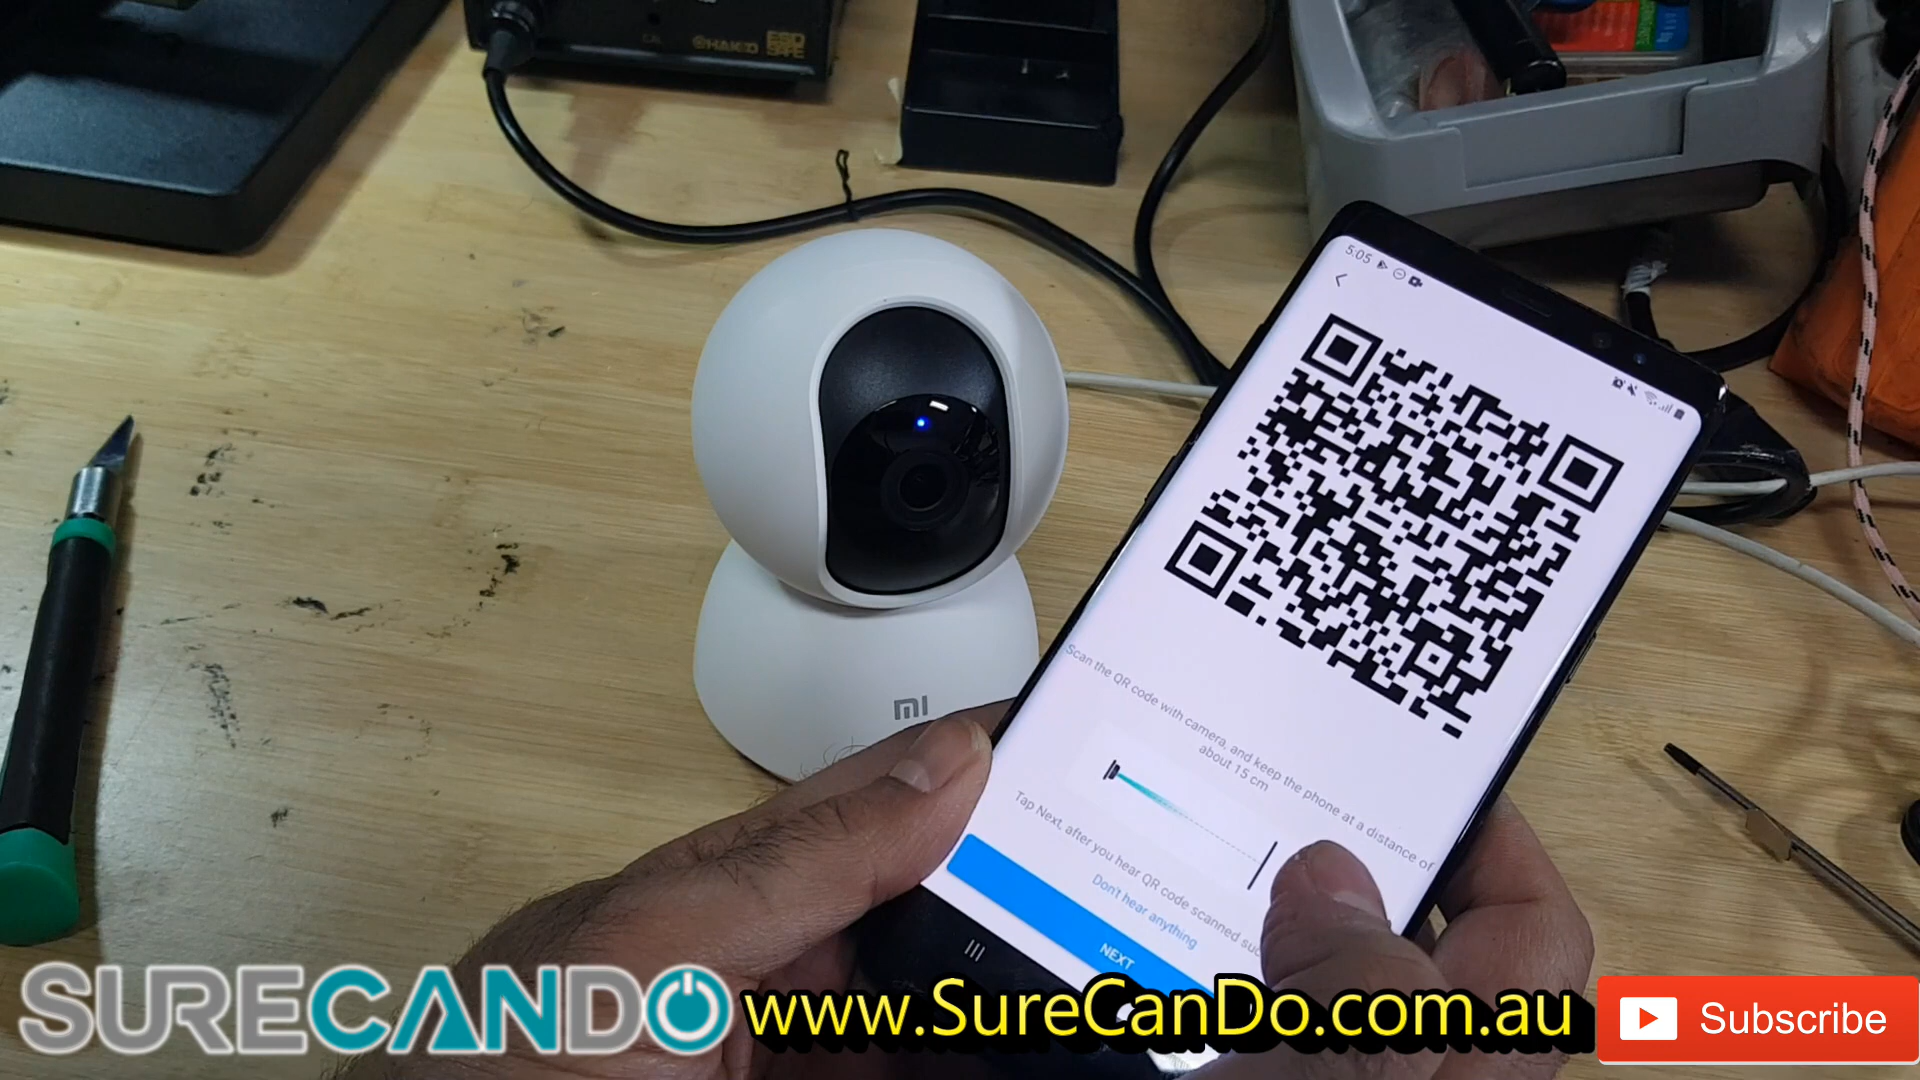 HAKKO
ESD
SAFE
5:05
Scan the QR code with camera, and keep the phone at a distance of
about 15 cm
Tap Next, after you hear QR code scanned
Don't hear anything
NEXT
MI
SURECANDO
www.SureCanDo.com.au
Subscribe